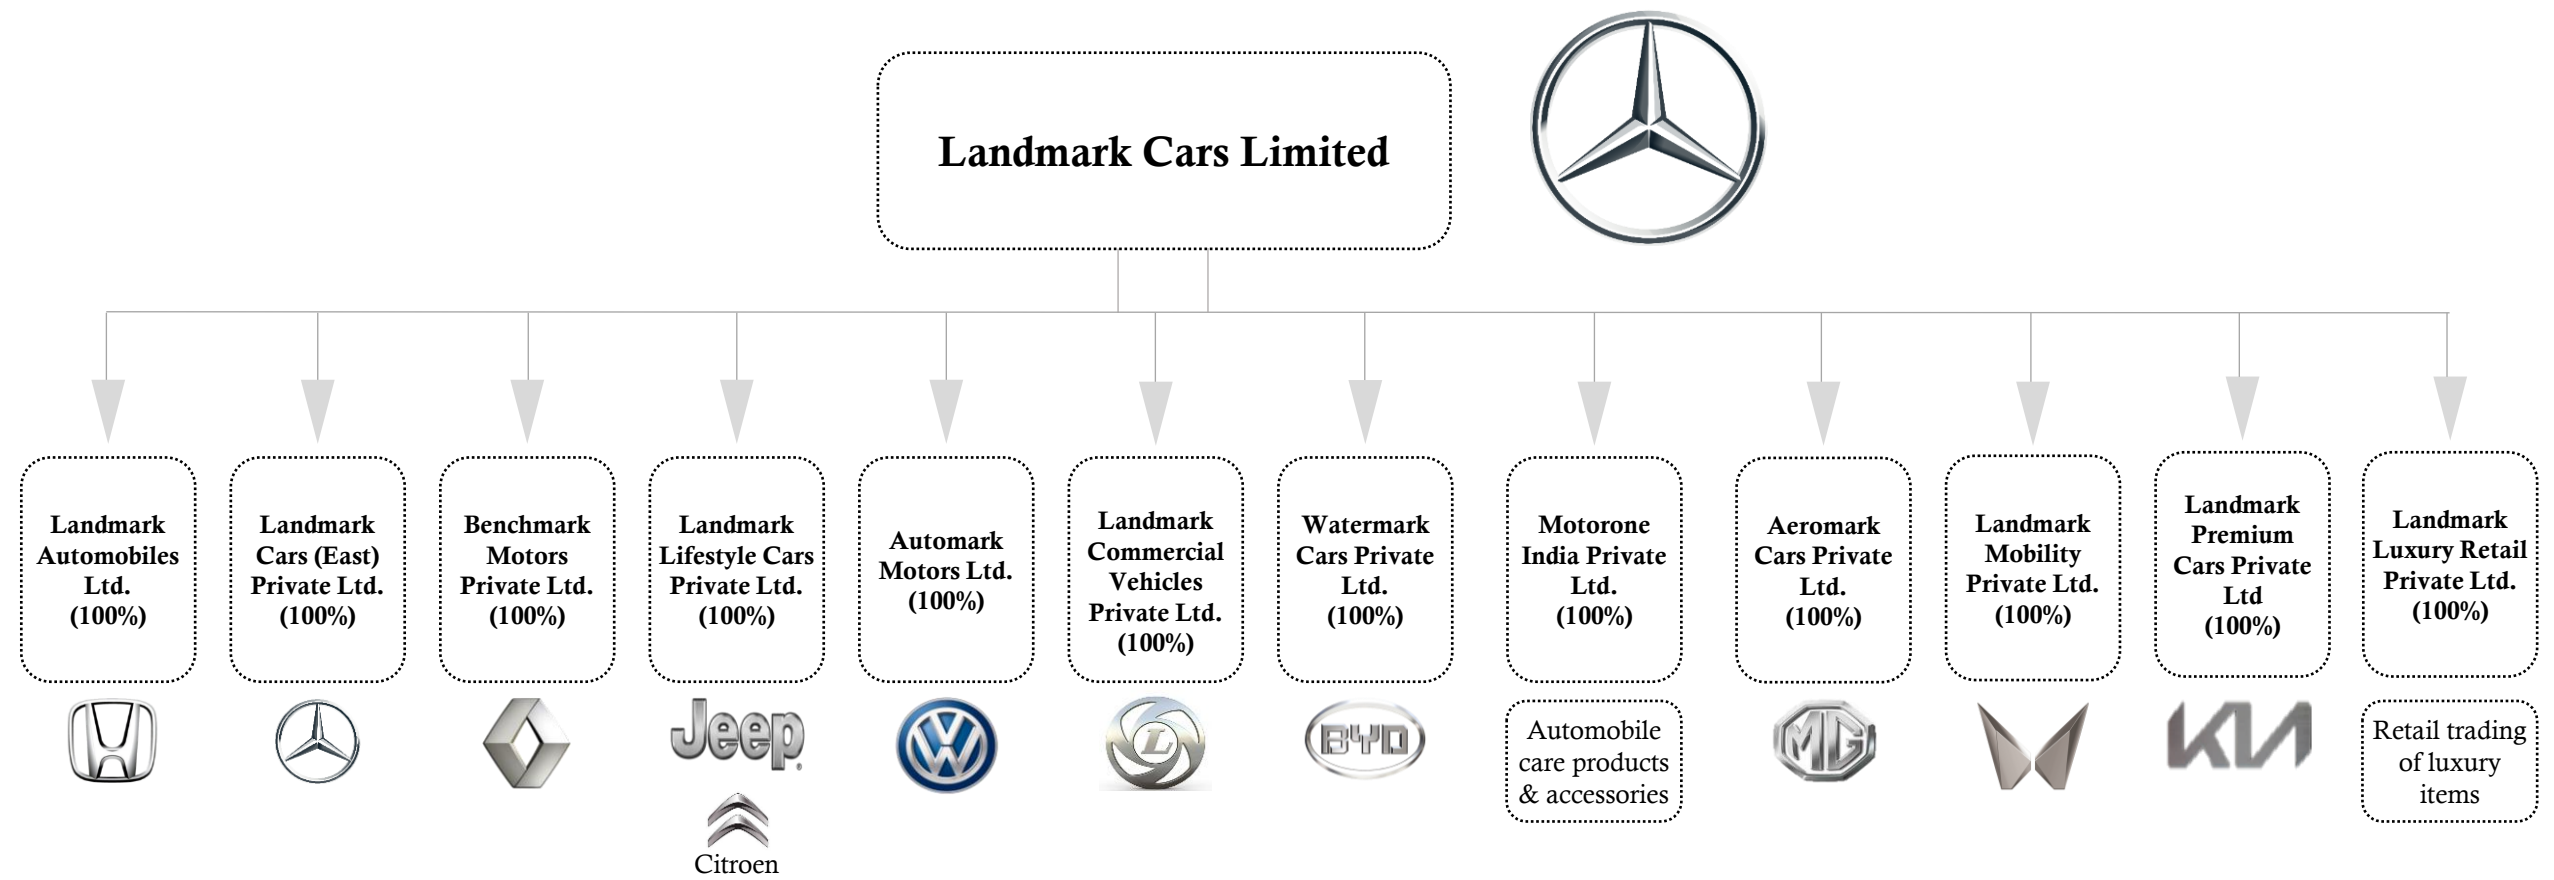 Landmark Cars Limited
Landmark
Automobiles
Ltd.
(100%)
Landmark
Cars (East)
Private Ltd.
(100%)
Benchmark
Motors
Private Ltd.
(100%)
Landmark
Lifestyle Cars
Private Ltd.
(100%)
Automark
Motors Ltd.
(100%)
Landmark
Commercial
Vehicles
Private Ltd.
(100%)
Watermark
Cars Private
Ltd.
(100%)
Motorone
India Private
Ltd.
(100%)
Aeromark
Cars Private
Ltd.
(100%)
Landmark
Mobility
Private Ltd.
(100%)
Landmark
Premium
Cars Private
Ltd
(100%)
Landmark
Luxury Retail
Private Ltd.
(100%)
Jeep
Citroen
VW
L
BYD
Automobile
care products
& accessories
MG
KIA
Retail trading
of luxury
items